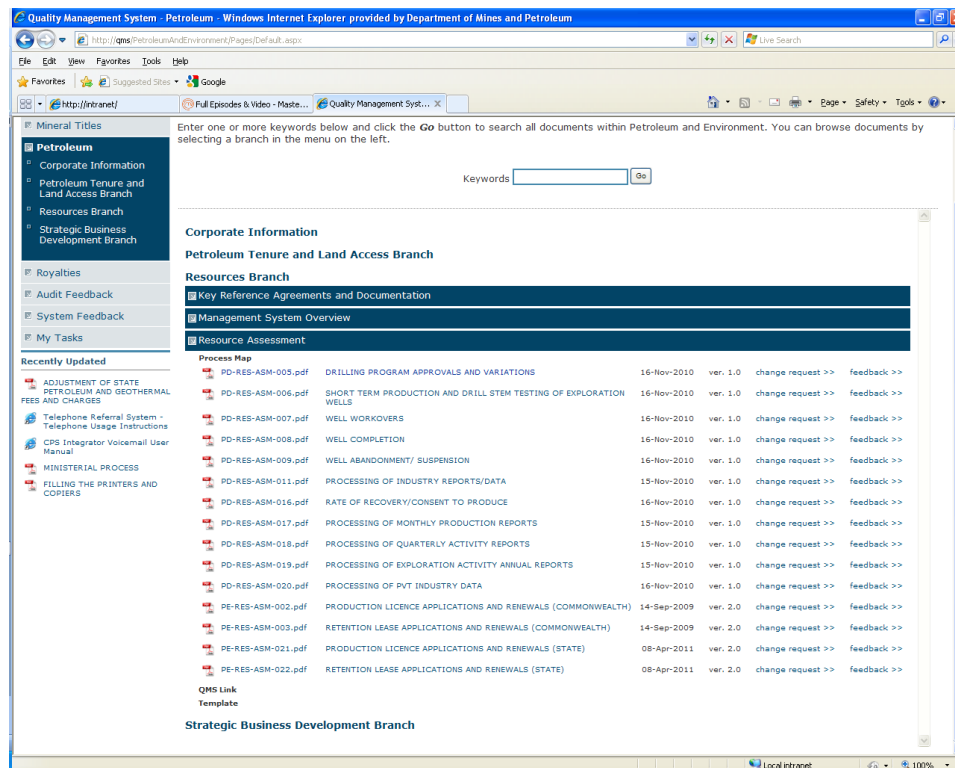 Quality Management System - Petroleum - Windows Internet Explorer provided by Department of Mines and Petroleum
http://qms/PetroleumAndEnvironment/Pages/Default.aspx
Live Search
File Edit View Favorites Tools Help
Favorites Suggested Sites Google
http://intranet/ Full Episodes & Video - Maste... Quality Management Syst... X
Page Safety Tools
Mineral Titles
Petroleum
Corporate Information
Petroleum Tenure and
Land Access Branch
Resources Branch
Strategic Business
Development Branch
Royalties
Audit Feedback
System Feedback
My Tasks
Recently Updated
ADJUSTMENT OF STATE
PETROLEUM AND GEOTHERMAL
FEES AND CHARGES
Telephone Referral System -
Telephone Usage Instructions
CPS Integrator Voicemail User
Manual
MINISTERIAL PROCESS
FILLING THE PRINTERS AND
COPIERS
Enter one or more keywords below and click the Go button to search all documents within Petroleum and Environment. You can browse documents by
selecting a branch in the menu on the left.
Keywords Go
Corporate Information
Petroleum Tenure and Land Access Branch
Resources Branch
Key Reference Agreements and Documentation
Management System Overview
Resource Assessment
Process Map
PD-RES-ASM-005.pdf DRILLING PROGRAM APPROVALS AND VARIATIONS 16-Nov-2010 ver. 1.0 change request >> feedback >>
PD-RES-ASM-006.pdf SHORT TERM PRODUCTION AND DRILL STEM TESTING OF EXPLORATION 16-Nov-2010 ver. 1.0 change request >> feedback >>
WELLS
PD-RES-ASM-007.pdf WELL WORKOVERS 16-Nov-2010 ver. 1.0 change request >> feedback >>
PD-RES-ASM-008.pdf WELL COMPLETION 16-Nov-2010 ver. 1.0 change request >> feedback >>
PD-RES-ASM-009.pdf WELL ABANDONMENT/ SUSPENSION 16-Nov-2010 ver. 1.0 change request >> feedback >>
PD-RES-ASM-011.pdf PROCESSING OF INDUSTRY REPORTS/DATA 15-Nov-2010 ver. 1.0 change request >> feedback >>
PD-RES-ASM-016.pdf RATE OF RECOVERY/CONSENT TO PRODUCE 16-Nov-2010 ver. 1.0 change request >> feedback >>
PD-RES-ASM-017.pdf PROCESSING OF MONTHLY PRODUCTION REPORTS 15-Nov-2010 ver. 1.0 change request >> feedback >>
PD-RES-ASM-018.pdf PROCESSING OF QUARTERLY ACTIVITY REPORTS 15-Nov-2010 ver. 1.0 change request >> feedback >>
PD-RES-ASM-019.pdf PROCESSING OF EXPLORATION ACTIVITY ANNUAL REPORTS 15-Nov-2010 ver. 1.0 change request >> feedback >>
PD-RES-ASM-020.pdf PROCESSING OF PVT INDUSTRY DATA 16-Nov-2010 ver. 1.0 change request >> feedback >>
PE-RES-ASM-002.pdf PRODUCTION LICENCE APPLICATIONS AND RENEWALS (COMMONWEALTH) 14-Sep-2009 ver. 2.0 change request >> feedback >>
PE-RES-ASM-003.pdf RETENTION LEASE APPLICATIONS AND RENEWALS (COMMONWEALTH) 14-Sep-2009 ver. 2.0 change request >> feedback >>
PE-RES-ASM-021.pdf PRODUCTION LICENCE APPLICATIONS AND RENEWALS (STATE) 08-Apr-2011 ver. 2.0 change request >> feedback >>
PE-RES-ASM-022.pdf RETENTION LEASE APPLICATIONS AND RENEWALS (STATE) 08-Apr-2011 ver. 2.0 change request >> feedback >>
QMS Link
Template
Strategic Business Development Branch
Local intranet 100%